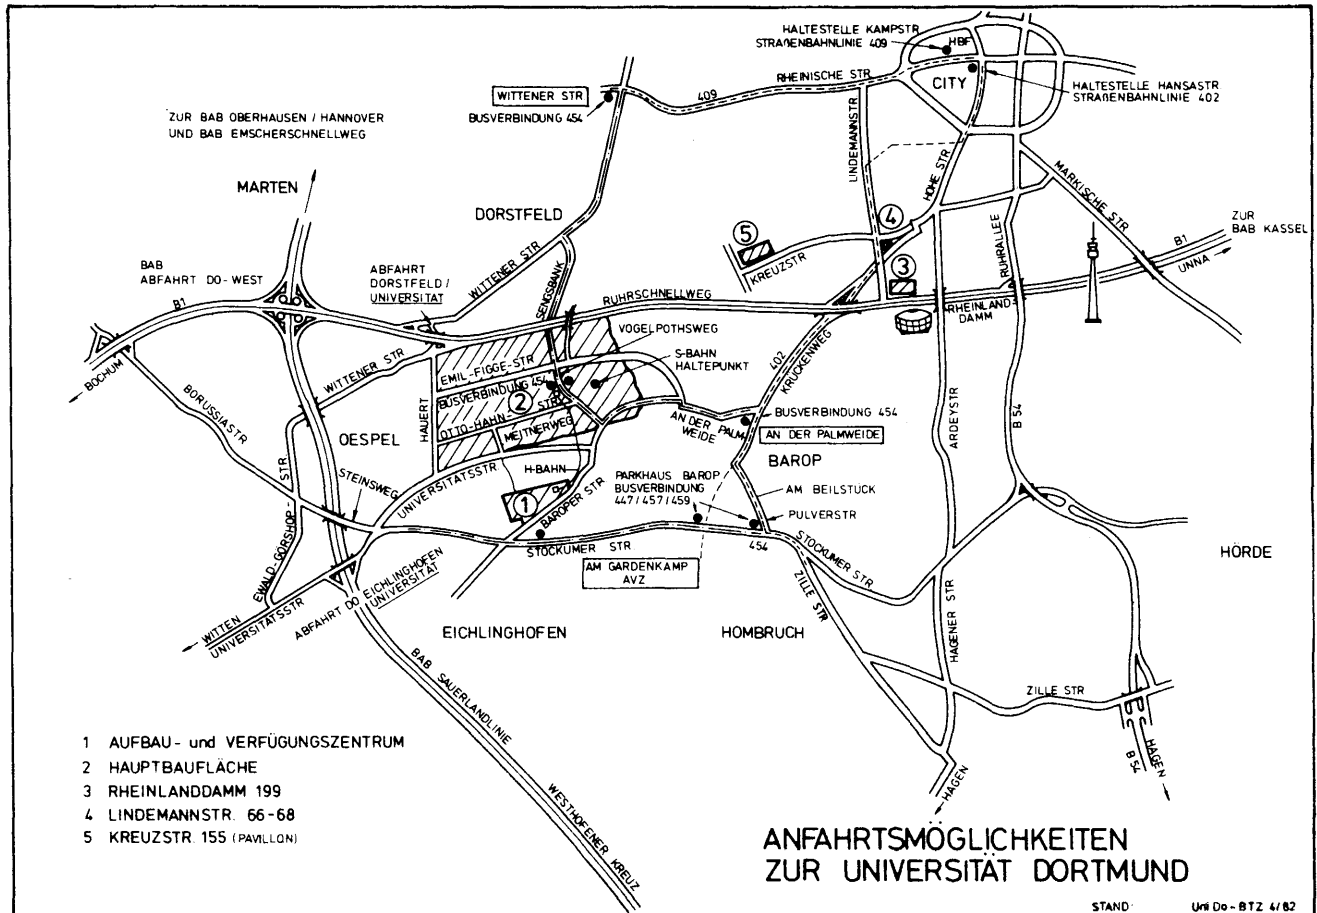 HALTESTELLE KAMPSTR.
STRAßENBAHNLINIE 409
HBF
CITY
RHEINISCHE STR
409
HALTESTELLE HANSASTR.
STRAßENBAHNLINIE 402
WITTENER STR
BUSVERBINDUNG 454
ZUR BAB OBERHAUSEN / HANNOVER
UND BAB EMSCHERSCHNELLWEG
LINDEMANNSTR
HOHE STR
MÄRKISCHE STR
MARTEN
DORSTFELD
4
5
ZUR
BAB KASSEL
B1
UNNA
RUHRALLEE
KREUZSTR
3
BAB
ABFAHRT DO-WEST
B1
ABFAHRT
DORSTFELD /
UNIVERSITÄT
WITTENER STR
SENGSBANK
RUHRSCHNELLWEG
RHEINLAND
DAMM
VOGELPOTHSWEG
S-BAHN
HALTEPUNKT
402
KRUCKENWEG
BOCHUM
BORUSSIASTR
WITTENER STR
EMIL-FIGGE-STR
BUSVERBINDUNG 454
2
OTTO-HAHN-STR
MEITNERWEG
HAUERT
AN DER PALM-
WEIDE
BUSVERBINDUNG 454
AN DER PALMWEIDE
ARDEYSTR
B 54
OESPEL
BAROP
STEINSWEG
UNIVERSITÄTSSTR
H-BAHN
1
BAROPER STR
PARKHAUS BAROP
BUSVERBINDUNG
447 / 457 / 459
AM BEILSTÜCK
PULVERSTR
454
STOCKUMER STR
STOCKUMER STR
EWALD-GÖRSHOP-STR
AM GARDENKAMP
AVZ
ZILLE STR
HÖRDE
WITTEN
UNIVERSITÄTSSTR
ABFAHRT DO EICHLINGHOFEN
UNIVERSITÄT
EICHLINGHOFEN
HOMBRUCH
HAGENER STR
BAB SAUERLANDLINIE
ZILLE STR
WESTHOFENER KREUZ
HAGEN
B 54
HAGEN
1 AUFBAU- und VERFÜGUNGSZENTRUM
2 HAUPTBAUFLÄCHE
3 RHEINLANDDAMM 199
4 LINDEMANNSTR. 66-68
5 KREUZSTR. 155 (PAVILLON)
ANFAHRTSMÖGLICHKEITEN
ZUR UNIVERSITÄT DORTMUND
STAND: Uni Do - BTZ 4/82